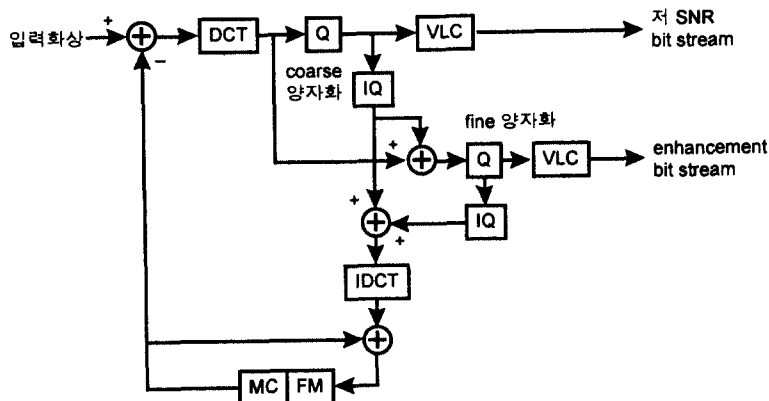 입력화상
+
−
DCT
Q
VLC
저 SNR
bit stream
coarse
양자화
IQ
fine 양자화
+
Q
VLC
enhancement
bit stream
+
+
IQ
IDCT
MC
FM